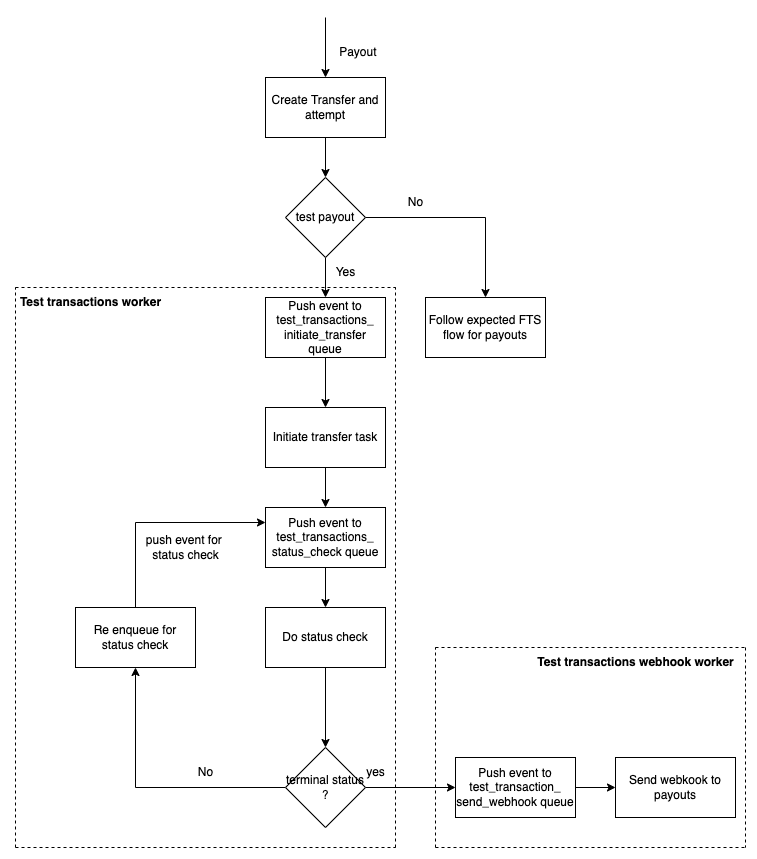 Payout
Create Transfer and
attempt
test payout
No
Yes
Test transactions worker
Push event to
test_transactions_
initiate_transfer
queue
Follow expected FTS
flow for payouts
Initiate transfer task
Push event to
test_transactions_
status_check queue
push event for
status check
Re enqueue for
status check
Do status check
Test transactions webhook worker
No
terminal status
?
yes
Push event to
test_transaction_
send_webhook queue
Send webkook to
payouts